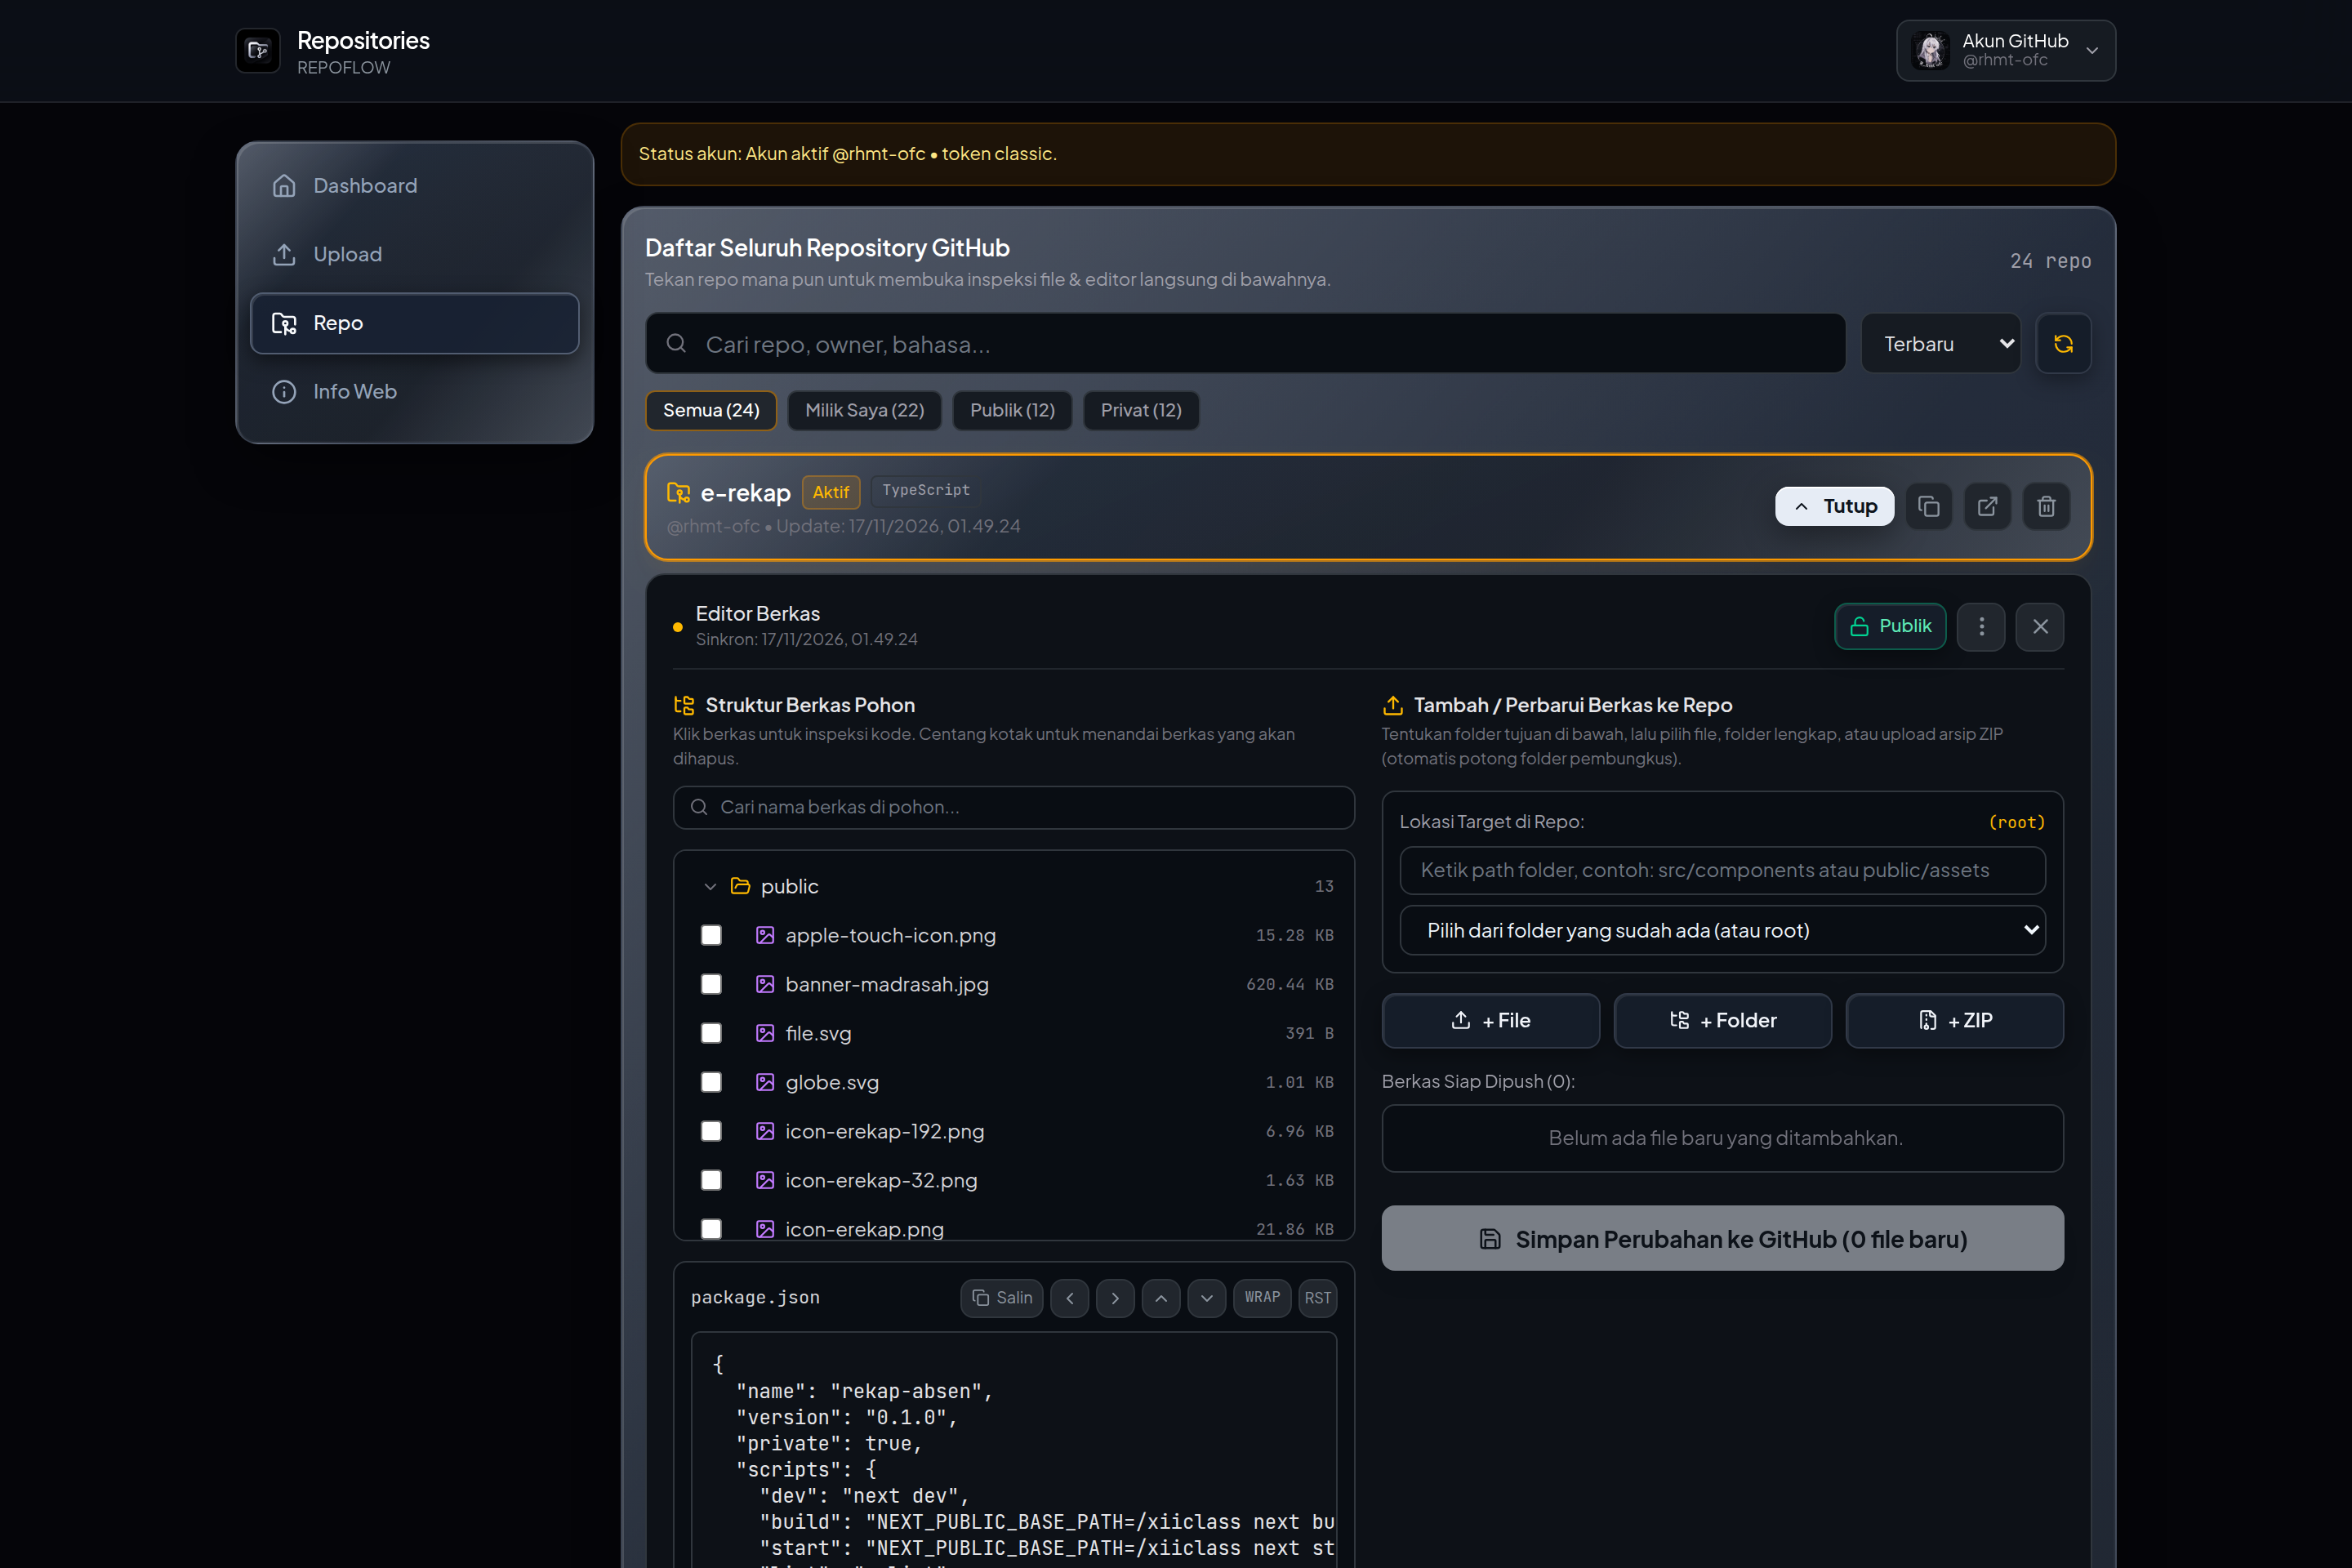 Repositories
REPOFLOW
Akun GitHub
@rhmt-ofc
Dashboard
Upload
Repo
Info Web
Status akun: Akun aktif @rhmt-ofc • token classic.
Daftar Seluruh Repository GitHub
Tekan repo mana pun untuk membuka inspeksi file & editor langsung di bawahnya.
24 repo
Cari repo, owner, bahasa...
Terbaru
Semua (24)
Milik Saya (22)
Publik (12)
Privat (12)
e-rekap
Aktif
TypeScript
@rhmt-ofc • Update: 17/11/2026, 01.49.24
Tutup
Editor Berkas
Sinkron: 17/11/2026, 01.49.24
Publik
Struktur Berkas Pohon
Klik berkas untuk inspeksi kode. Centang kotak untuk menandai berkas yang akan
dihapus.
Cari nama berkas di pohon...
public 13
apple-touch-icon.png 15.28 KB
banner-madrasah.jpg 620.44 KB
file.svg 391 B
globe.svg 1.01 KB
icon-erekap-192.png 6.96 KB
icon-erekap-32.png 1.63 KB
icon-erekap.png 21.86 KB
package.json
Salin
WRAP
RST
{
"name": "rekap-absen",
"version": "0.1.0",
"private": true,
"scripts": {
"dev": "next dev",
"build": "NEXT_PUBLIC_BASE_PATH=/xiiclass next bu
"start": "NEXT_PUBLIC_BASE_PATH=/xiiclass next st
Tambah / Perbarui Berkas ke Repo
Tentukan folder tujuan di bawah, lalu pilih file, folder lengkap, atau upload arsip ZIP
(otomatis potong folder pembungkus).
Lokasi Target di Repo:
(root)
Ketik path folder, contoh: src/components atau public/assets
Pilih dari folder yang sudah ada (atau root)
+ File
+ Folder
+ ZIP
Berkas Siap Dipush (0):
Belum ada file baru yang ditambahkan.
Simpan Perubahan ke GitHub (0 file baru)